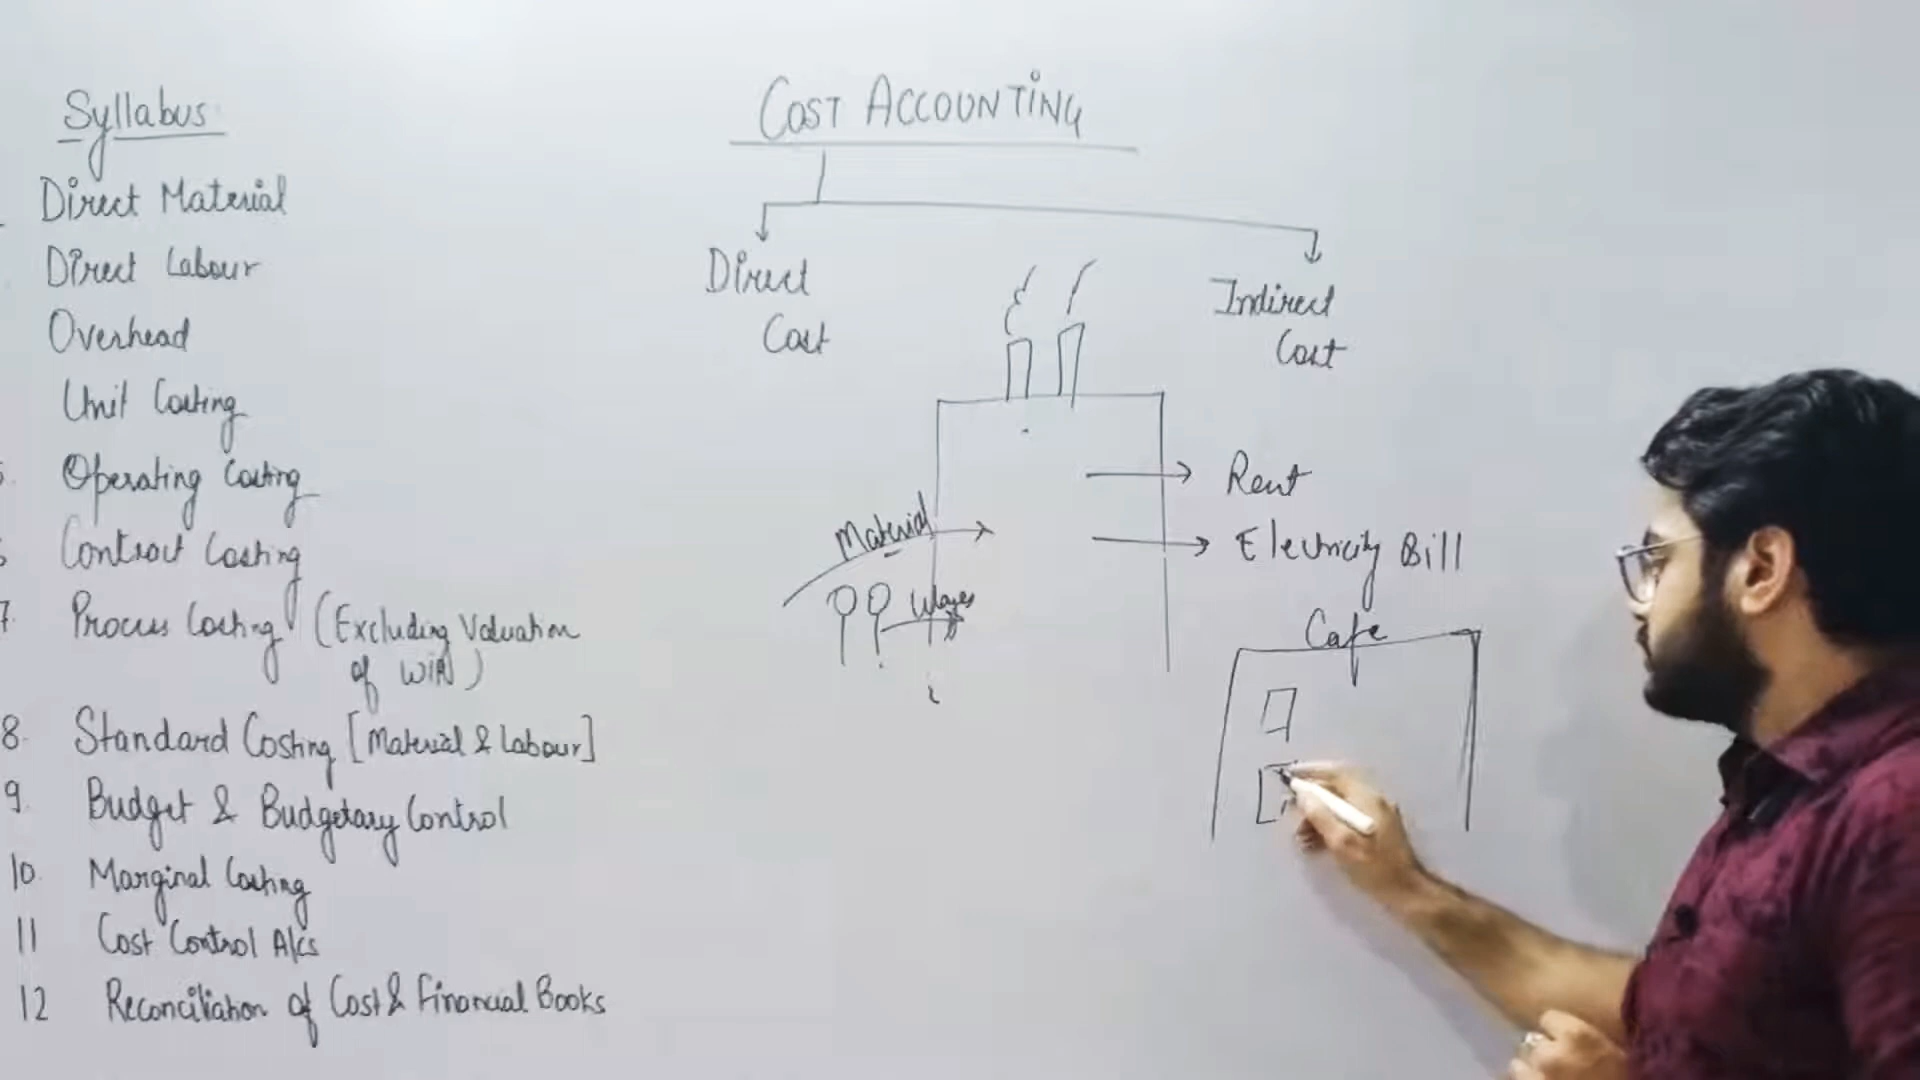 Syllabus
Direct Material
Direct Labour
Overhead
Unit Costing
5. Operating Costing
6 Contract Costing
7. Process Costing (Excluding Valuation
of WIP)
8. Standard Costing [Material & Labour]
9. Budget & Budgetary Control
10. Marginal Costing
11 Cost Control A/cs
12 Reconciliation of Cost & Financial Books
COST ACCOUNTING
Direct
Cost
Indirect
Cost
Material
Wages
Rent
Electricity Bill
Cafe